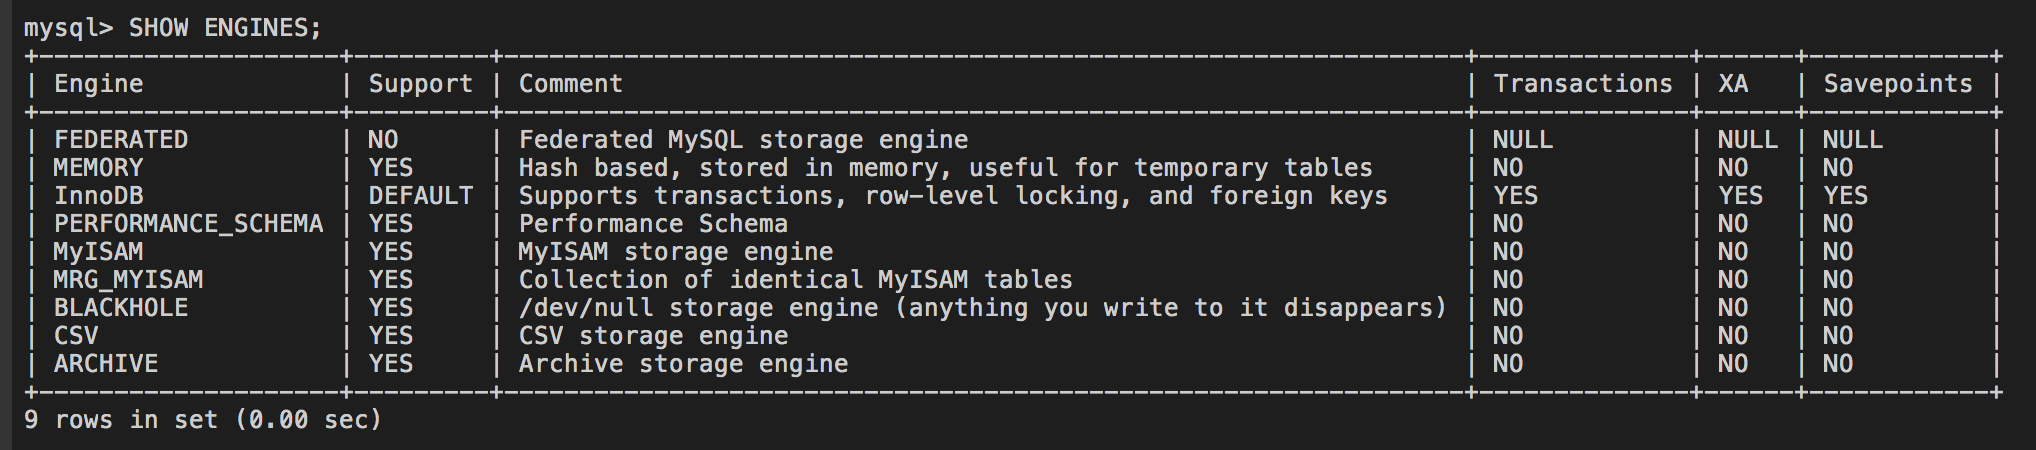 mysql> SHOW ENGINES;
+--------------------+---------+----------------------------------------------------------------+--------------+------+------------+
| Engine             | Support | Comment                                                        | Transactions | XA   | Savepoints |
+--------------------+---------+----------------------------------------------------------------+--------------+------+------------+
| FEDERATED          | NO      | Federated MySQL storage engine                                 | NULL         | NULL | NULL       |
| MEMORY             | YES     | Hash based, stored in memory, useful for temporary tables      | NO           | NO   | NO         |
| InnoDB             | DEFAULT | Supports transactions, row-level locking, and foreign keys     | YES          | YES  | YES        |
| PERFORMANCE_SCHEMA | YES     | Performance Schema                                             | NO           | NO   | NO         |
| MyISAM             | YES     | MyISAM storage engine                                          | NO           | NO   | NO         |
| MRG_MYISAM         | YES     | Collection of identical MyISAM tables                          | NO           | NO   | NO         |
| BLACKHOLE          | YES     | /dev/null storage engine (anything you write to it disappears) | NO           | NO   | NO         |
| CSV                | YES     | CSV storage engine                                             | NO           | NO   | NO         |
| ARCHIVE            | YES     | Archive storage engine                                         | NO           | NO   | NO         |
+--------------------+---------+----------------------------------------------------------------+--------------+------+------------+
9 rows in set (0.00 sec)